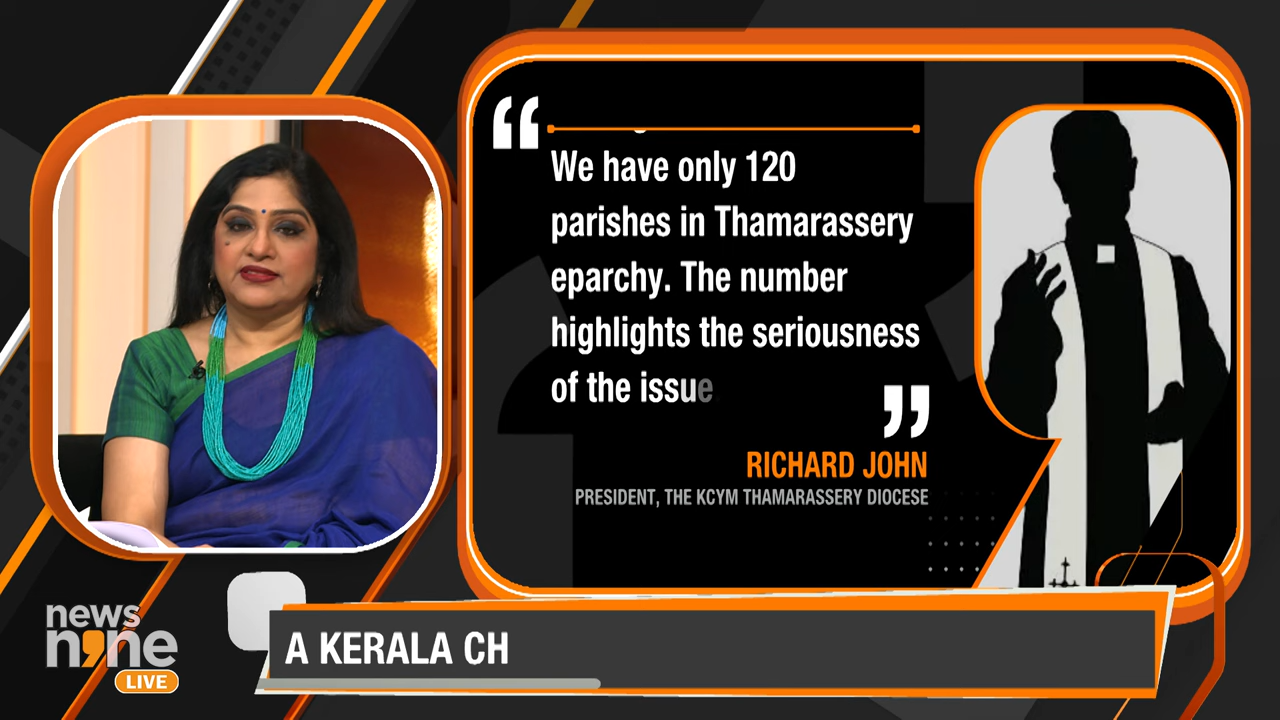 “
We have only 120
parishes in Thamarassery
eparchy. The number
highlights the seriousness
of the issue
”
RICHARD JOHN
PRESIDENT, THE KCYM THAMARASSERY DIOCESE
news
n9ne
LIVE
A KERALA CH